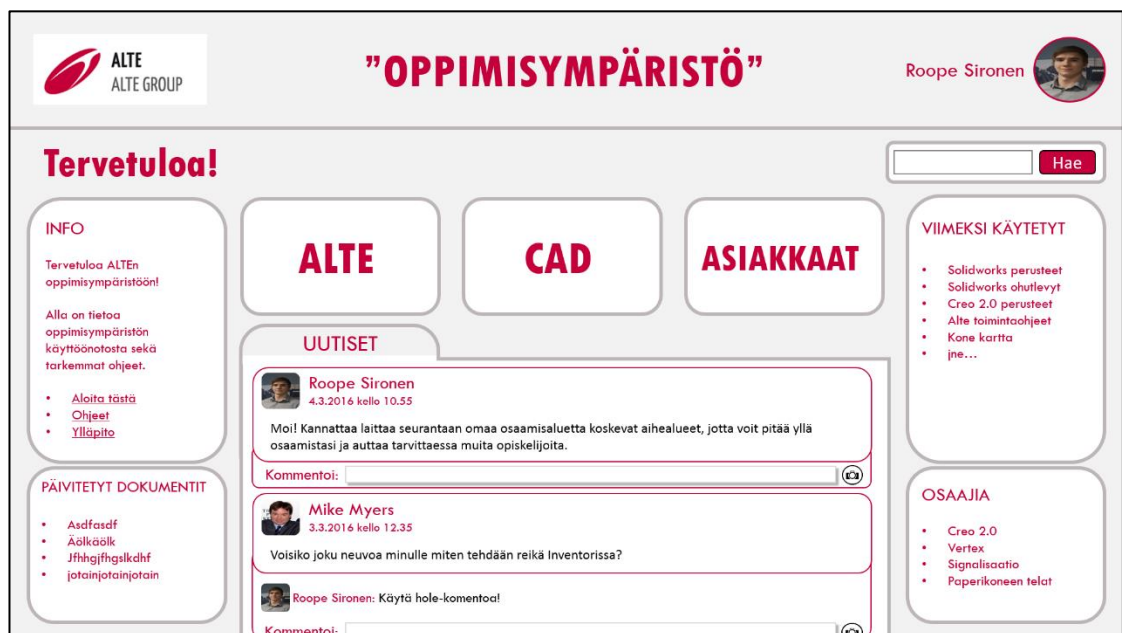 ALTE
ALTE GROUP
”OPPIMISYMPÄRISTÖ”
Roope Sironen
Tervetuloa!
Hae
INFO
Tervetuloa ALTEn
oppimisympäristöön!
Alla on tietoa
oppimisympäristön
käyttöönotosta sekä
tarkemmat ohjeet.
• Aloita tästä
• Ohjeet
• Ylläpito
PÄIVITETYT DOKUMENTIT
• Asdfasdf
• Äölkäölk
• Jfhhgjfhgslkdhf
• jotainjotainjotain
ALTE
CAD
ASIAKKAAT
UUTISET
Roope Sironen
4.3.2016 kello 10.55
Moi! Kannattaa laittaa seurantaan omaa osaamisaluetta koskevat aihealueet, jotta voit pitää yllä
osaamistasi ja auttaa tarvittaessa muita opiskelijoita.
Kommentoi:
Mike Myers
3.3.2016 kello 12.35
Voisiko joku neuvoa minulle miten tehdään reikä Inventorissa?
Roope Sironen: Käytä hole-komentoa!
Kommentoi:
VIIMEKSI KÄYTETYT
• Solidworks perusteet
• Solidworks ohutlevyt
• Creo 2.0 perusteet
• Alte toimintaohjeet
• Kone kartta
• jne…
OSAAJIA
• Creo 2.0
• Vertex
• Signalisaatio
• Paperikoneen telat